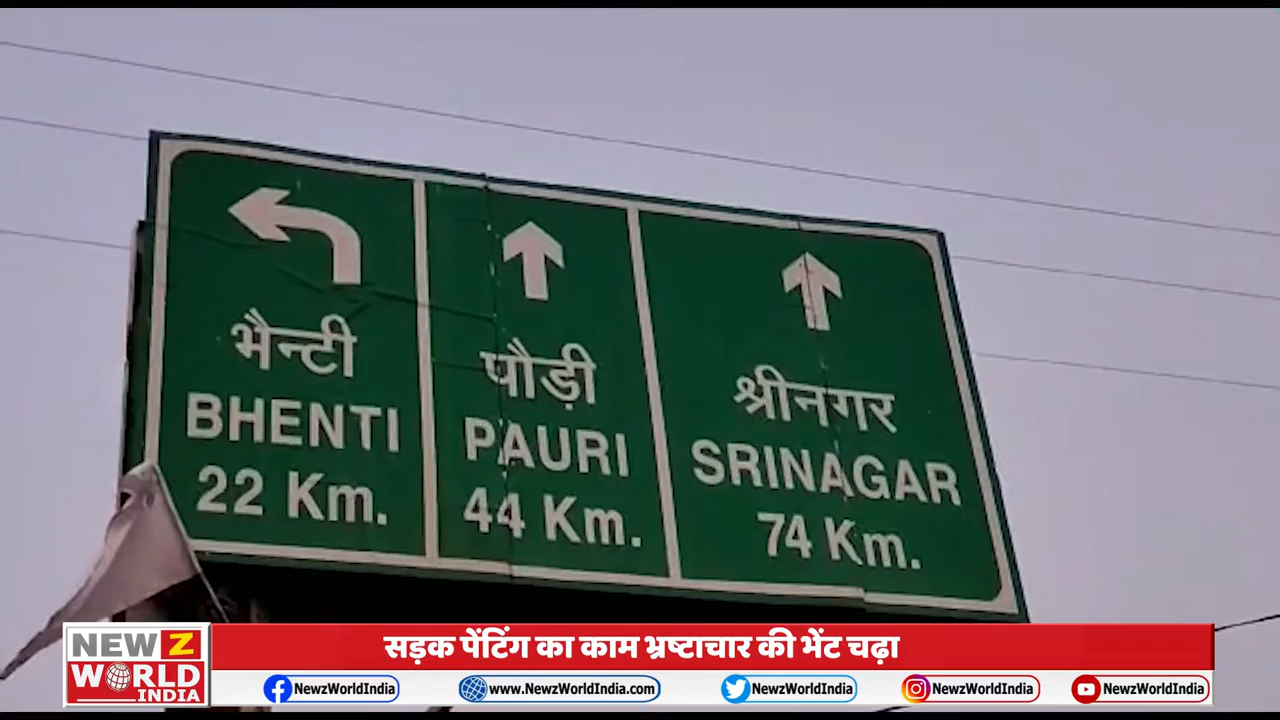 भैन्टी
BHENTI
22 Km.
पौड़ी
PAURI
44 Km.
श्रीनगर
SRINAGAR
74 Km.
NEWZ
WORLD
INDIA
सड़क पेंटिंग का काम भ्रष्टाचार की भेंट चढ़ा
NewzWorldIndia
www.NewzWorldIndia.com
NewzWorldIndia
NewzWorldIndia
NewzWorldIndia